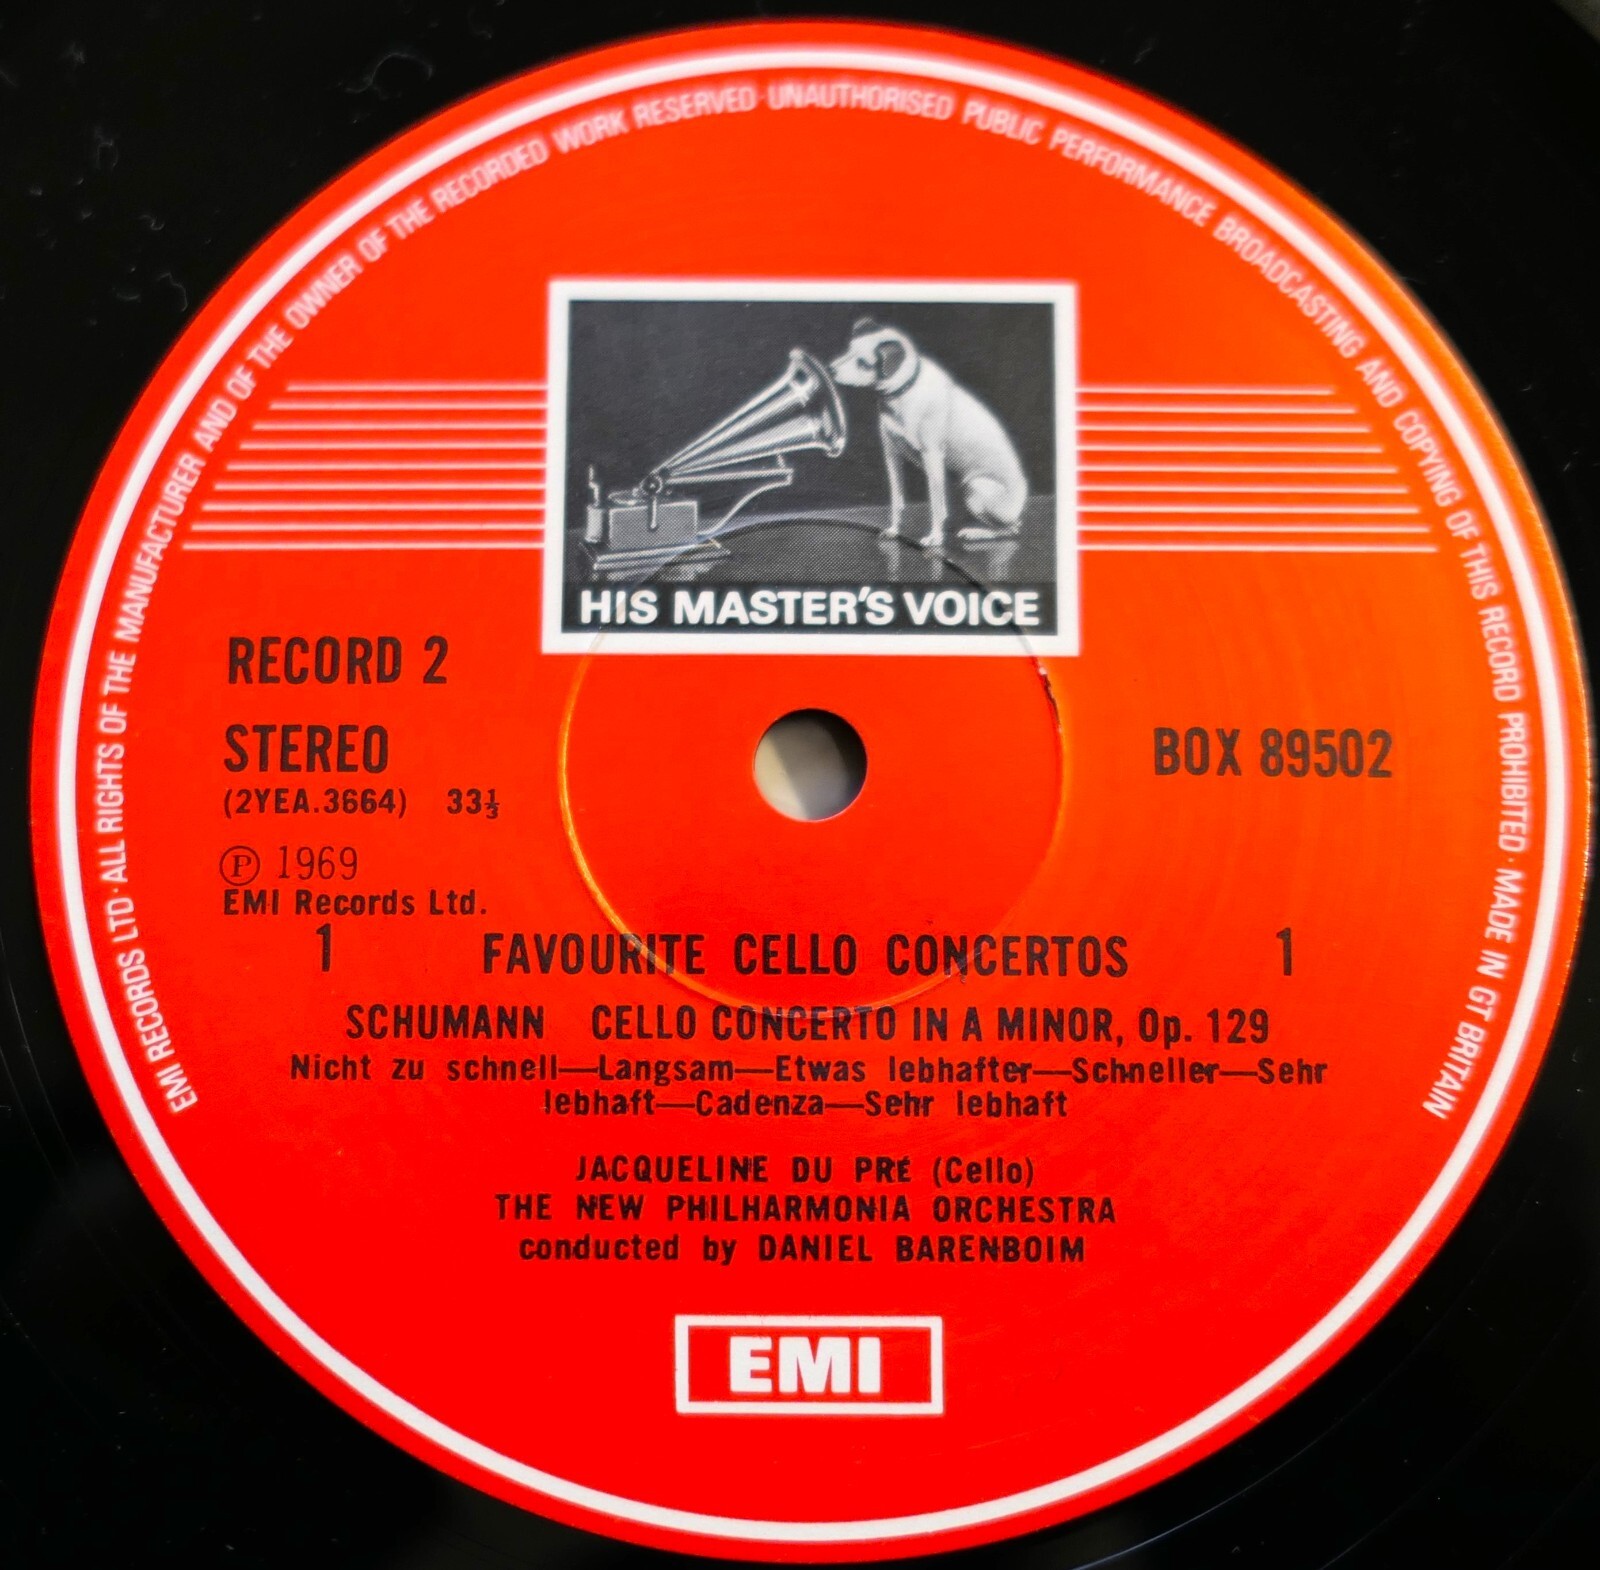 EMI RECORDS LTD · ALL RIGHTS OF THE MANUFACTURER AND OF THE OWNER OF THE RECORDED WORK RESERVED · UNAUTHORISED PUBLIC PERFORMANCE BROADCASTING AND COPYING OF THIS RECORD PROHIBITED · MADE IN GT BRITAIN
HIS MASTER'S VOICE
RECORD 2
STEREO
BOX 89502
(2YEA.3664) 33⅓
Ⓟ 1969
EMI Records Ltd.
1 FAVOURITE CELLO CONCERTOS 1
SCHUMANN CELLO CONCERTO IN A MINOR, Op. 129
Nicht zu schnell—Langsam—Etwas lebhafter—Schneller—Sehr
lebhaft—Cadenza—Sehr lebhaft
JACQUELINE DU PRÉ (Cello)
THE NEW PHILHARMONIA ORCHESTRA
conducted by DANIEL BARENBOIM
EMI